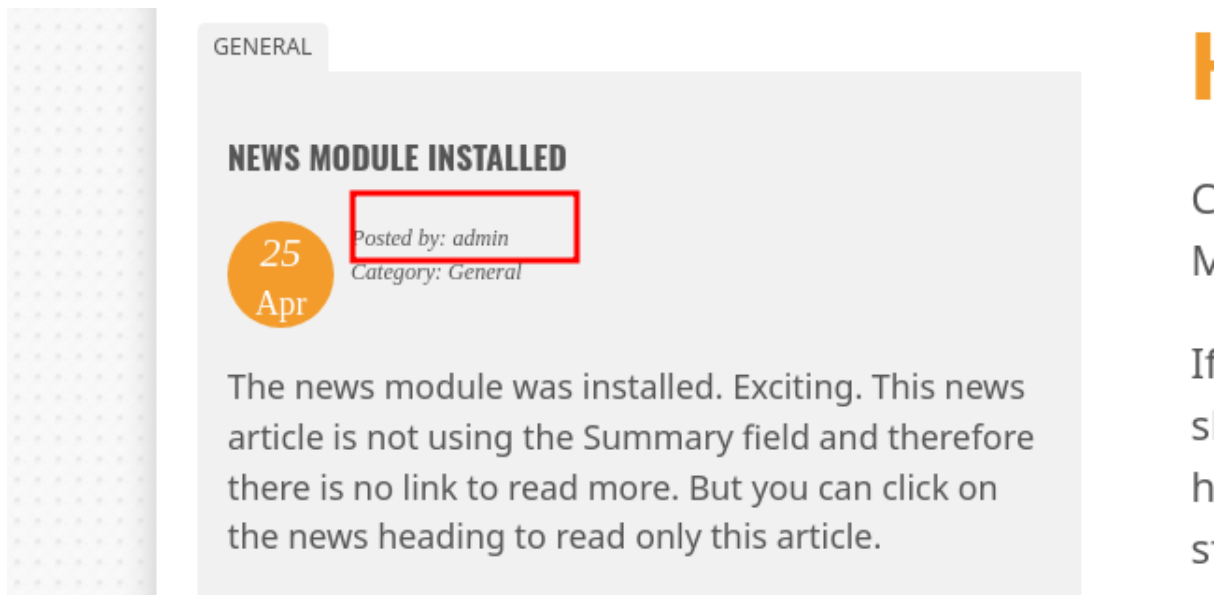 GENERAL
NEWS MODULE INSTALLED
25
Apr
Posted by: admin
Category: General
The news module was installed. Exciting. This news
article is not using the Summary field and therefore
there is no link to read more. But you can click on
the news heading to read only this article.
If